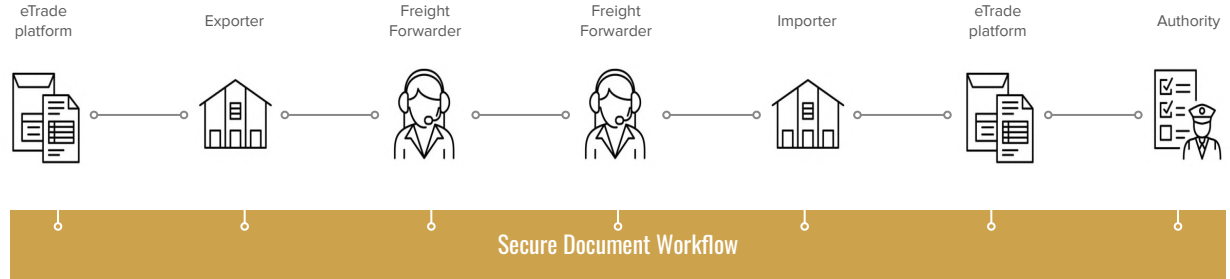 eTrade
platform
Exporter
Freight
Forwarder
Freight
Forwarder
Importer
eTrade
platform
Authority
Secure Document Workflow